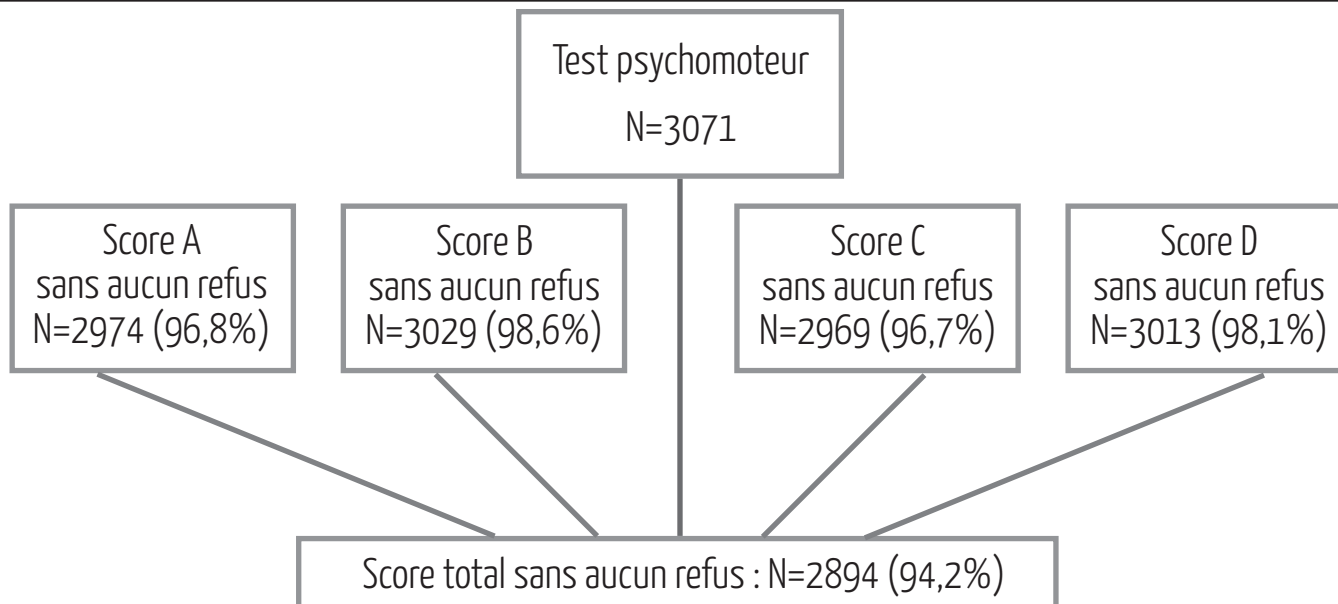 Test psychomoteur
N=3071
Score A
sans aucun refus
N=2974 (96,8%)
Score B
sans aucun refus
N=3029 (98,6%)
Score C
sans aucun refus
N=2969 (96,7%)
Score D
sans aucun refus
N=3013 (98,1%)
Score total sans aucun refus : N=2894 (94,2%)